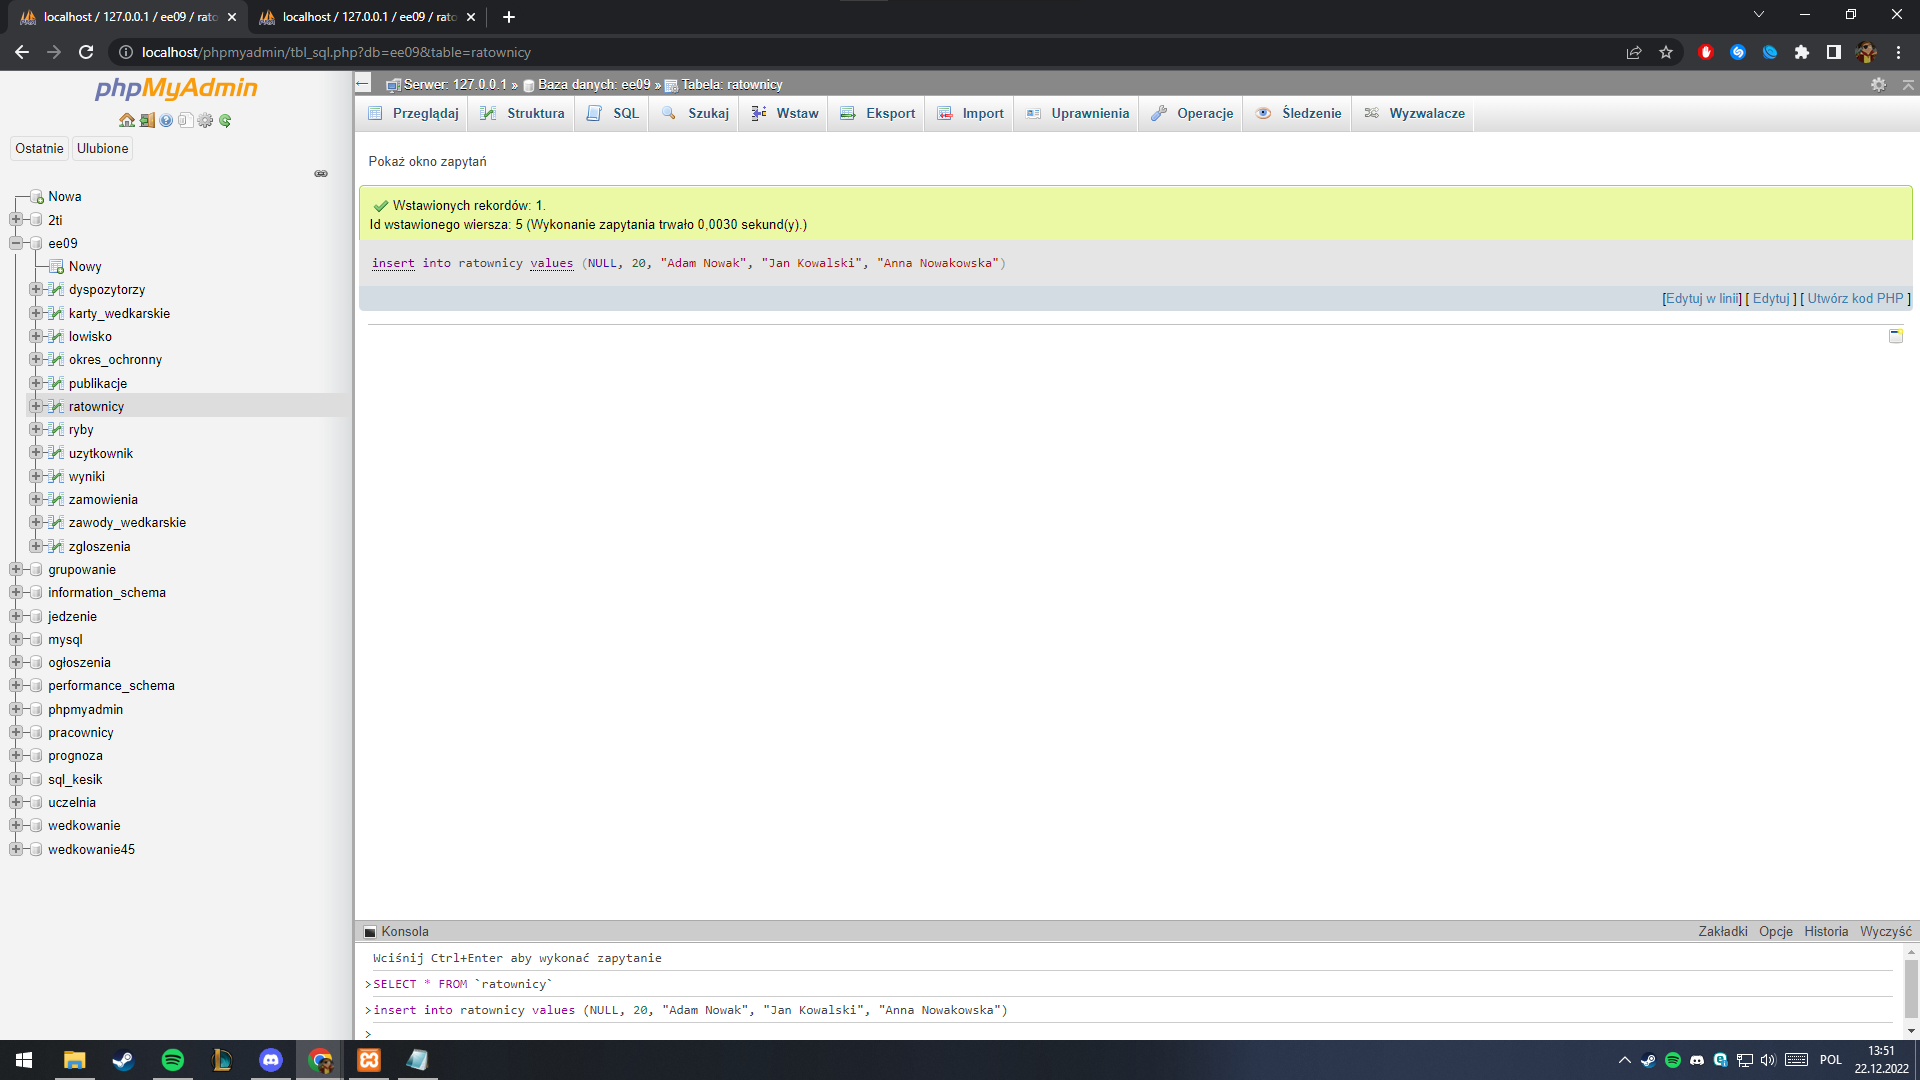 localhost / 127.0.0.1 / ee09 / rato
localhost / 127.0.0.1 / ee09 / rato
localhost/phpmyadmin/tbl_sql.php?db=ee09&table=ratownicy
phpMyAdmin
Ostatnie
Ulubione
Nowa
2ti
ee09
Nowy
dyspozytorzy
karty_wedkarskie
lowisko
okres_ochronny
publikacje
ratownicy
ryby
uzytkownik
wyniki
zamowienia
zawody_wedkarskie
zgloszenia
grupowanie
information_schema
jedzenie
mysql
ogłoszenia
performance_schema
phpmyadmin
pracownicy
prognoza
sql_kesik
uczelnia
wedkowanie
wedkowanie45
Serwer: 127.0.0.1 » Baza danych: ee09 » Tabela: ratownicy
Przeglądaj Struktura SQL Szukaj Wstaw Eksport Import Uprawnienia Operacje Śledzenie Wyzwalacze
Pokaż okno zapytań
Wstawionych rekordów: 1.
Id wstawionego wiersza: 5 (Wykonanie zapytania trwało 0,0030 sekund(y).)
insert into ratownicy values (NULL, 20, "Adam Nowak", "Jan Kowalski", "Anna Nowakowska")
[Edytuj w linii] [ Edytuj ] [ Utwórz kod PHP ]
Konsola
Zakładki Opcje Historia Wyczyść
Wciśnij Ctrl+Enter aby wykonać zapytanie
>SELECT * FROM `ratownicy`
>insert into ratownicy values (NULL, 20, "Adam Nowak", "Jan Kowalski", "Anna Nowakowska")
>
POL
13:51
22.12.2022